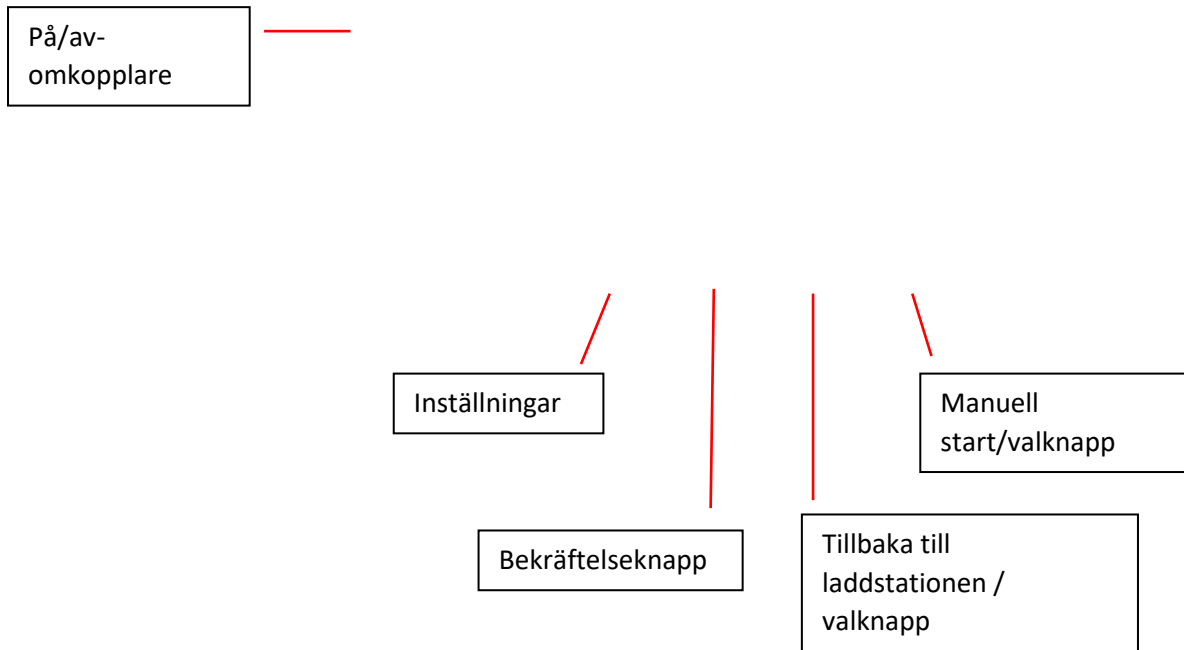 På/av-
omkopplare
Inställningar
Manuell
start/valknapp
Bekräftelseknapp
Tillbaka till
laddstationen /
valknapp